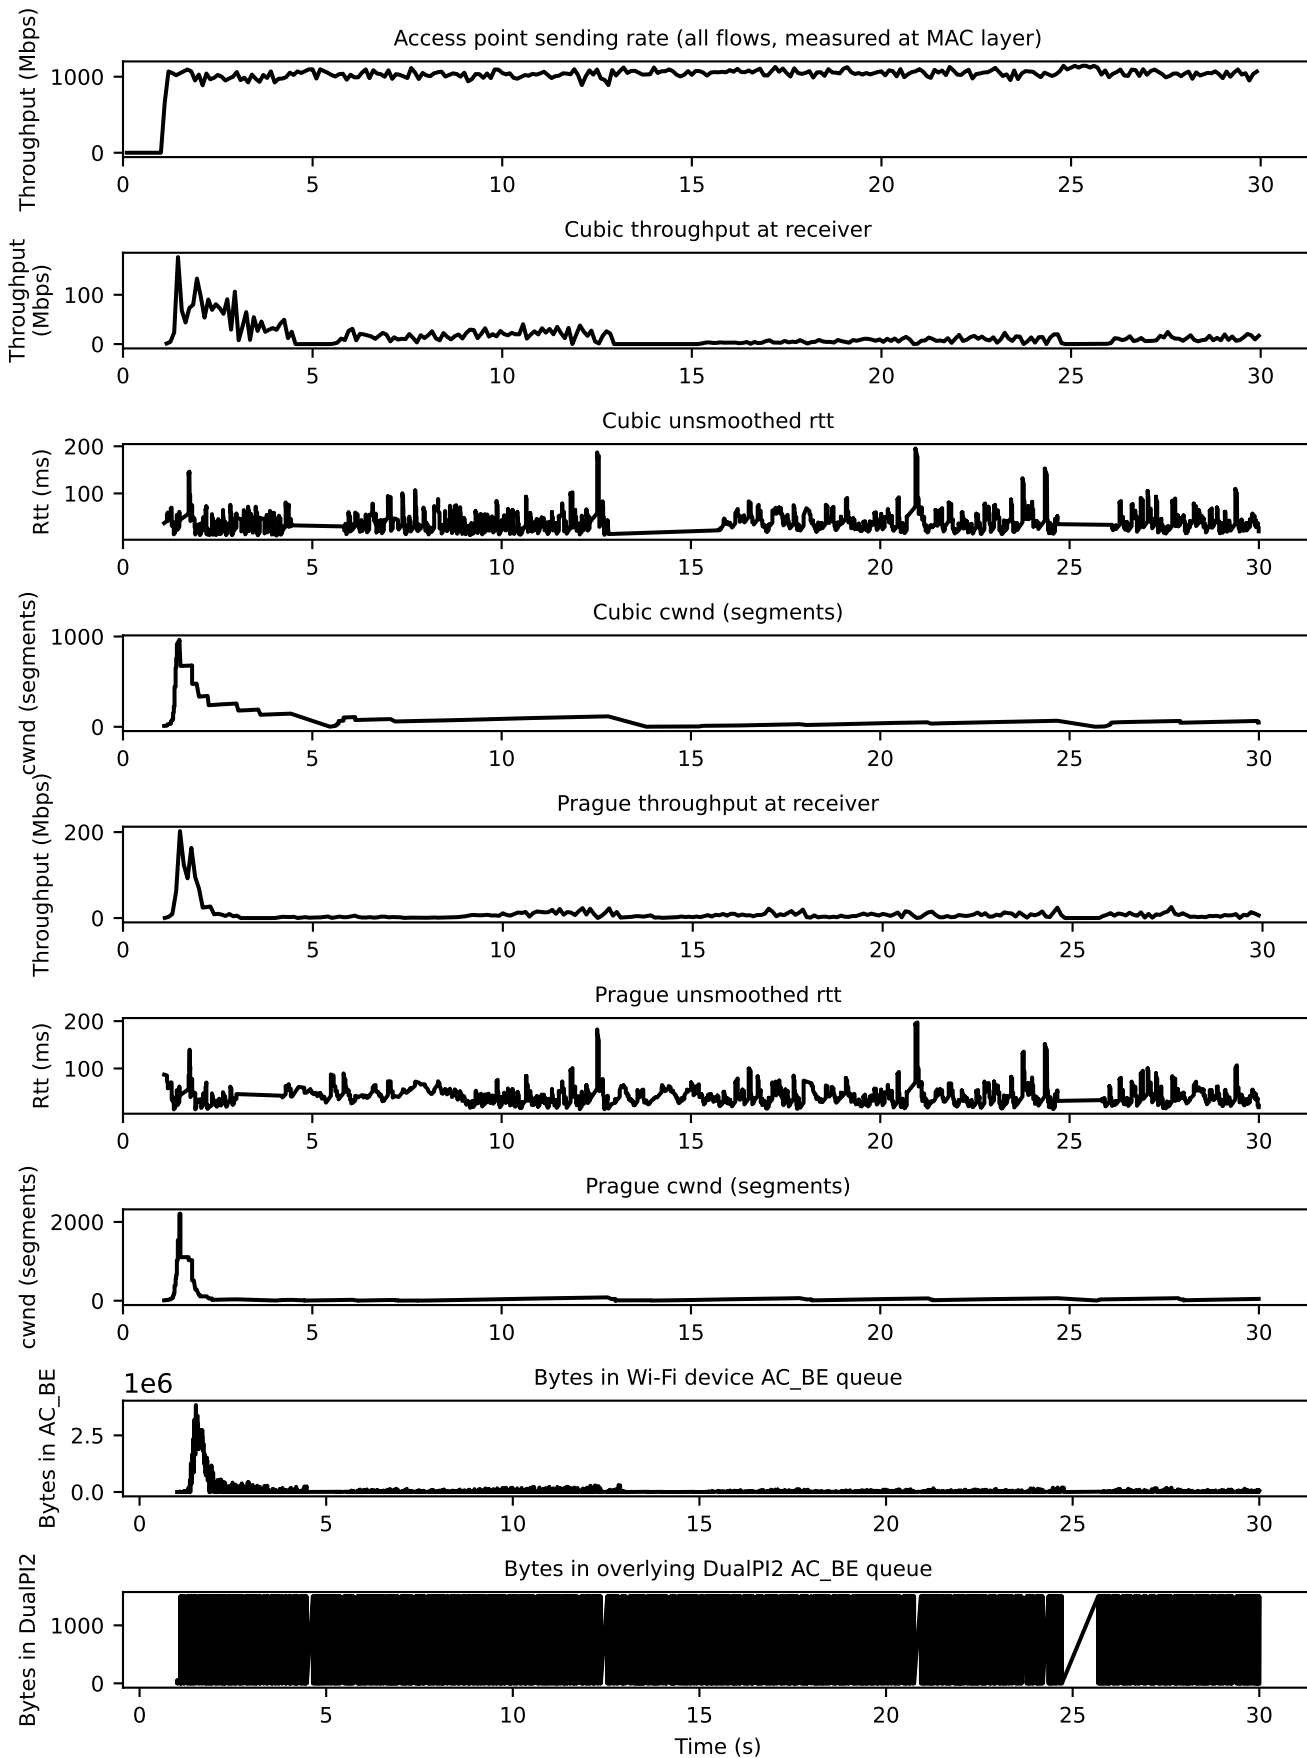 Access point sending rate (all flows, measured at MAC layer)
Throughput (Mbps)
1000
0
0 5 10 15 20 25 30
Cubic throughput at receiver
Throughput
(Mbps)
100
0
0 5 10 15 20 25 30
Cubic unsmoothed rtt
Rtt (ms)
200
100
0 5 10 15 20 25 30
Cubic cwnd (segments)
cwnd (segments)
1000
0
0 5 10 15 20 25 30
Prague throughput at receiver
Throughput (Mbps)
200
0
0 5 10 15 20 25 30
Prague unsmoothed rtt
Rtt (ms)
200
100
0 5 10 15 20 25 30
Prague cwnd (segments)
cwnd (segments)
2000
0
0 5 10 15 20 25 30
Bytes in Wi-Fi device AC_BE queue
1e6
Bytes in AC_BE
2.5
0.0
0 5 10 15 20 25 30
Bytes in overlying DualPI2 AC_BE queue
Bytes in DualPI2
1000
0
0 5 10 15 20 25 30
Time (s)